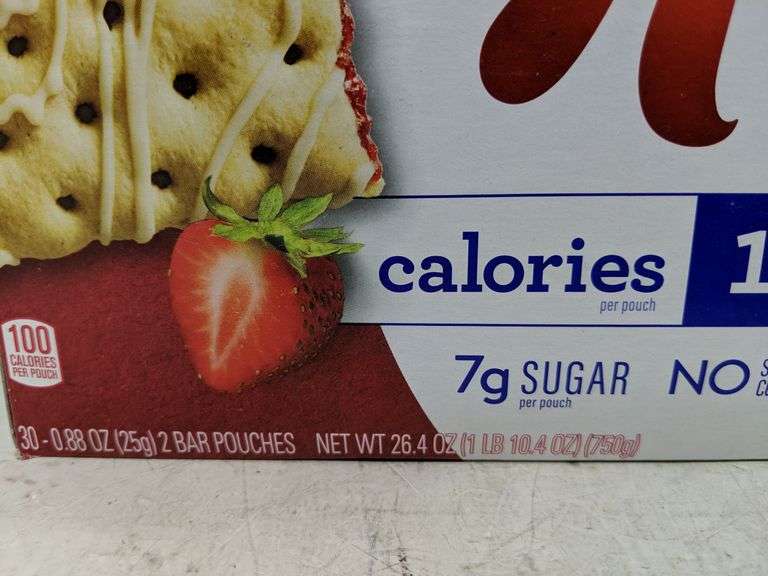 calories 1
per pouch
100
CALORIES
PER POUCH
7g SUGAR NO
per pouch
30 - 0.88 OZ (25g) 2 BAR POUCHES NET WT 26.4 OZ (1 LB 10.4 OZ) (750g)